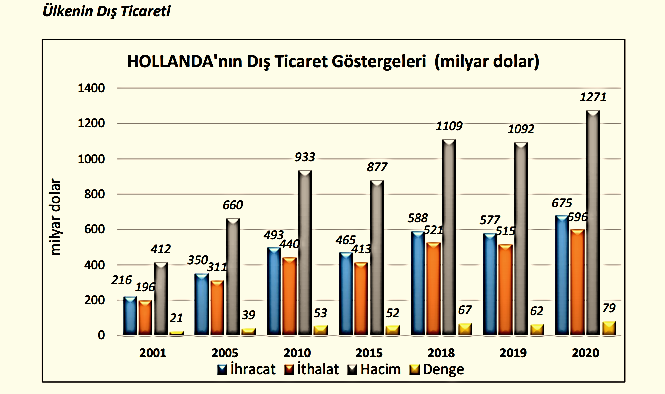 Ülkenin Dış Ticareti
HOLLANDA'nın Dış Ticaret Göstergeleri (milyar dolar)
milyar dolar
1400
1200
1000
800
600
400
200
0
216 196 412 21
350 311 660 39
493 440 933 53
465 413 877 52
588 521 1109 67
577 515 1092 62
675 596 1271 79
2001 2005 2010 2015 2018 2019 2020
İhracat İthalat Hacim Denge